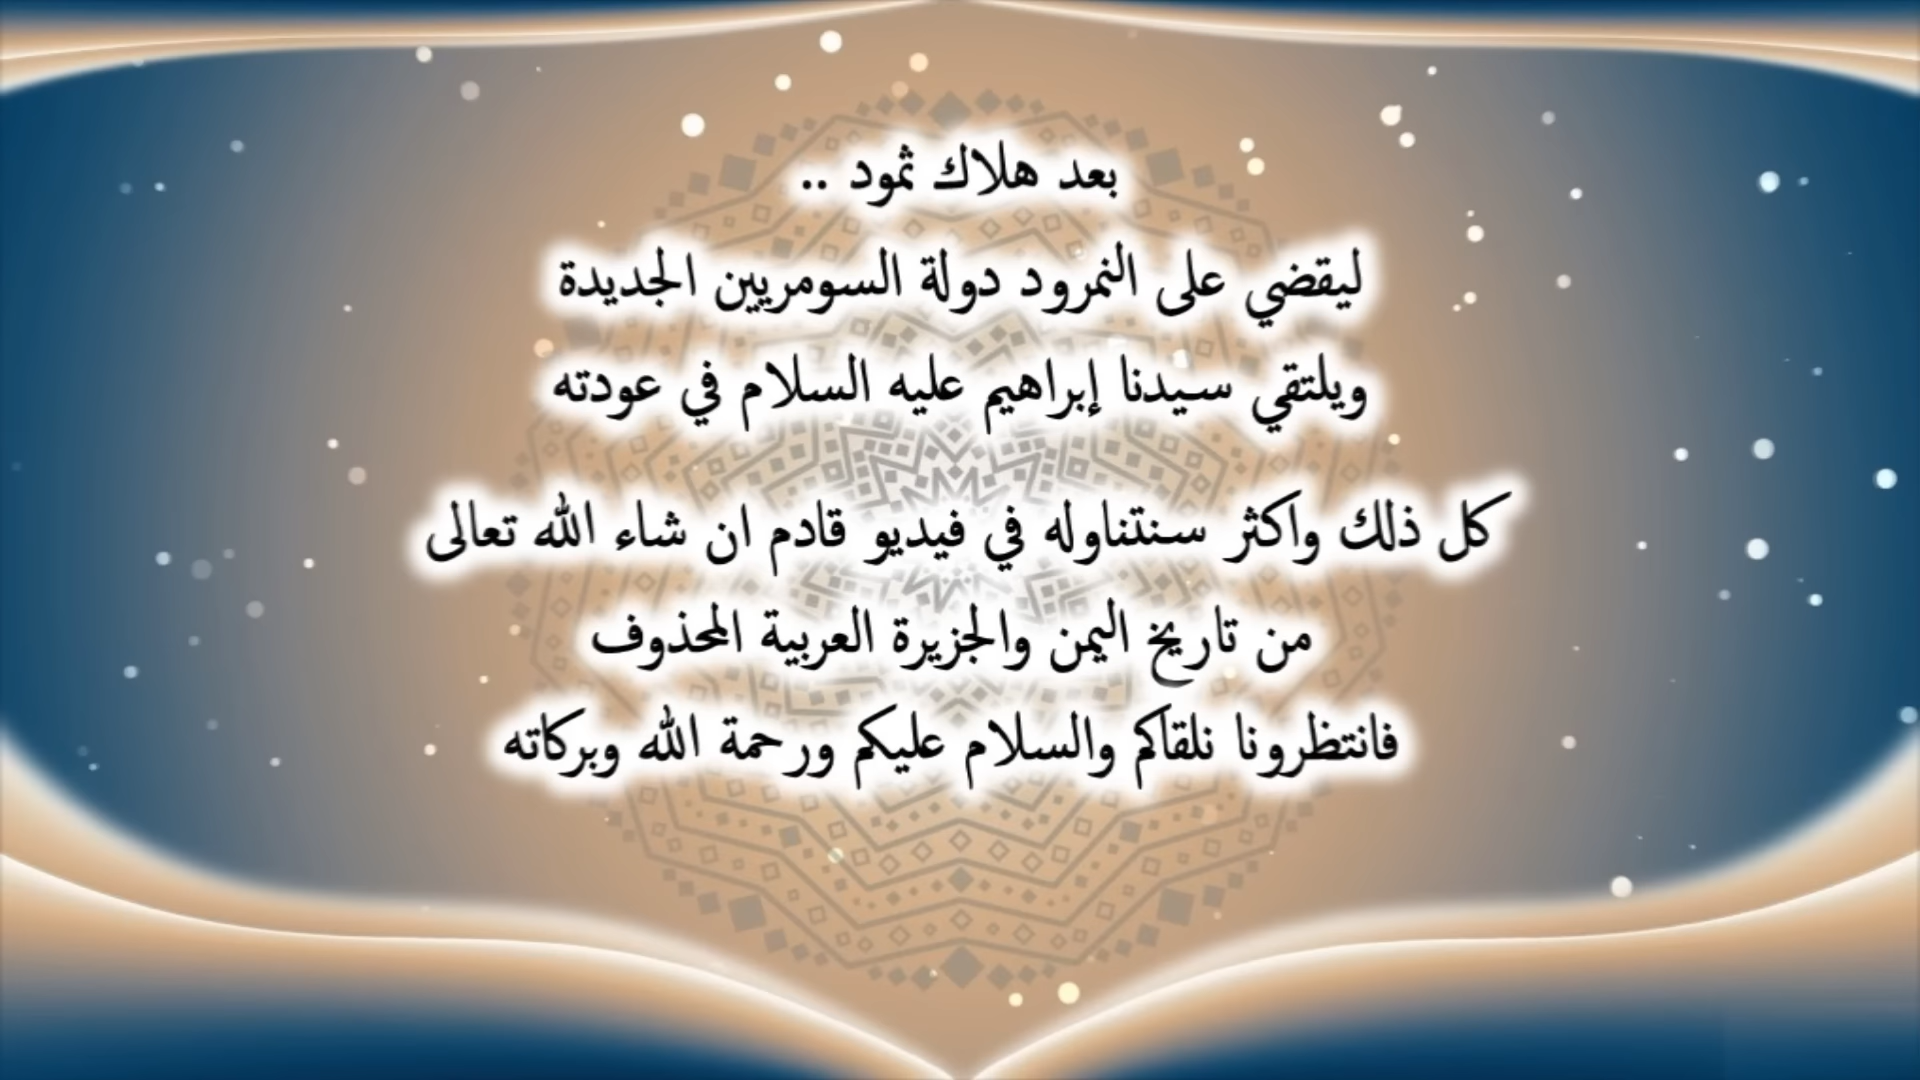 بعد هلاك ثمود ..
ليقضي على النمرود دولة السومريين الجديدة
ويلتقي سيدنا إبراهيم عليه السلام في عودته
كل ذلك واكثر سنتناوله في فيديو قادم ان شاء الله تعالى
من تاريخ اليمن والجزيرة العربية المحذوف
فانتظرونا نلقاكم والسلام عليكم ورحمة الله وبركاته